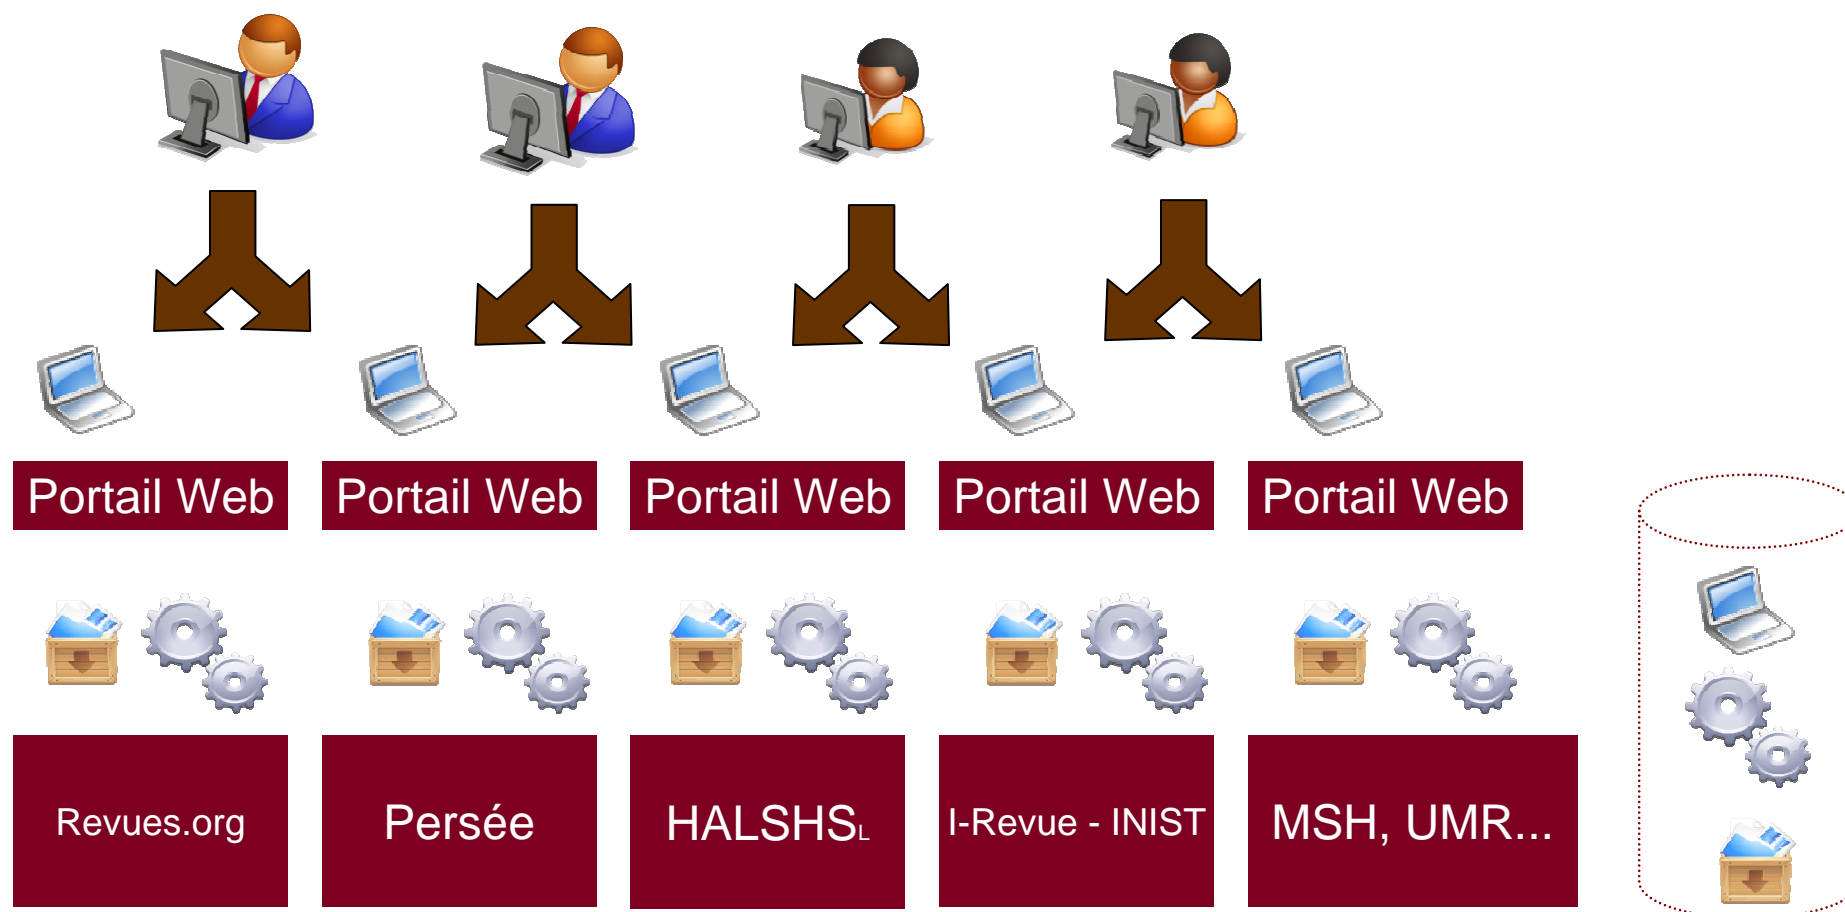 Portail Web Portail Web Portail Web Portail Web Portail Web
Revues.org Persée HALSHSL I-Revue - INIST MSH, UMR...